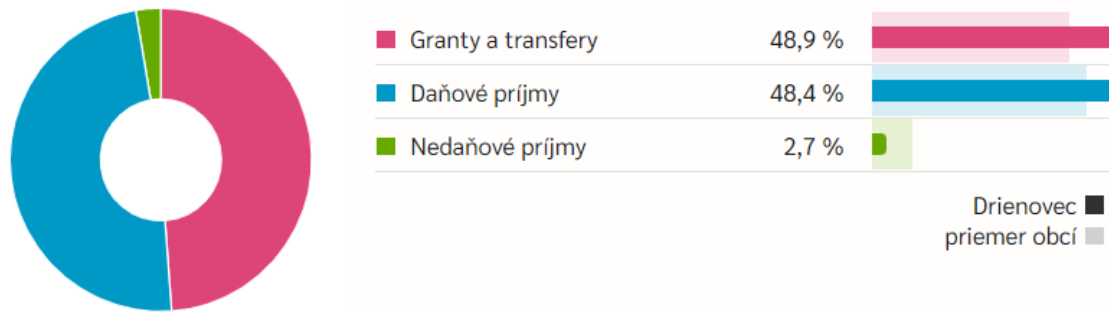 Granty a transfery 48,9 %
Daňové príjmy 48,4 %
Nedaňové príjmy 2,7 %
Drienovec
priemer obcí